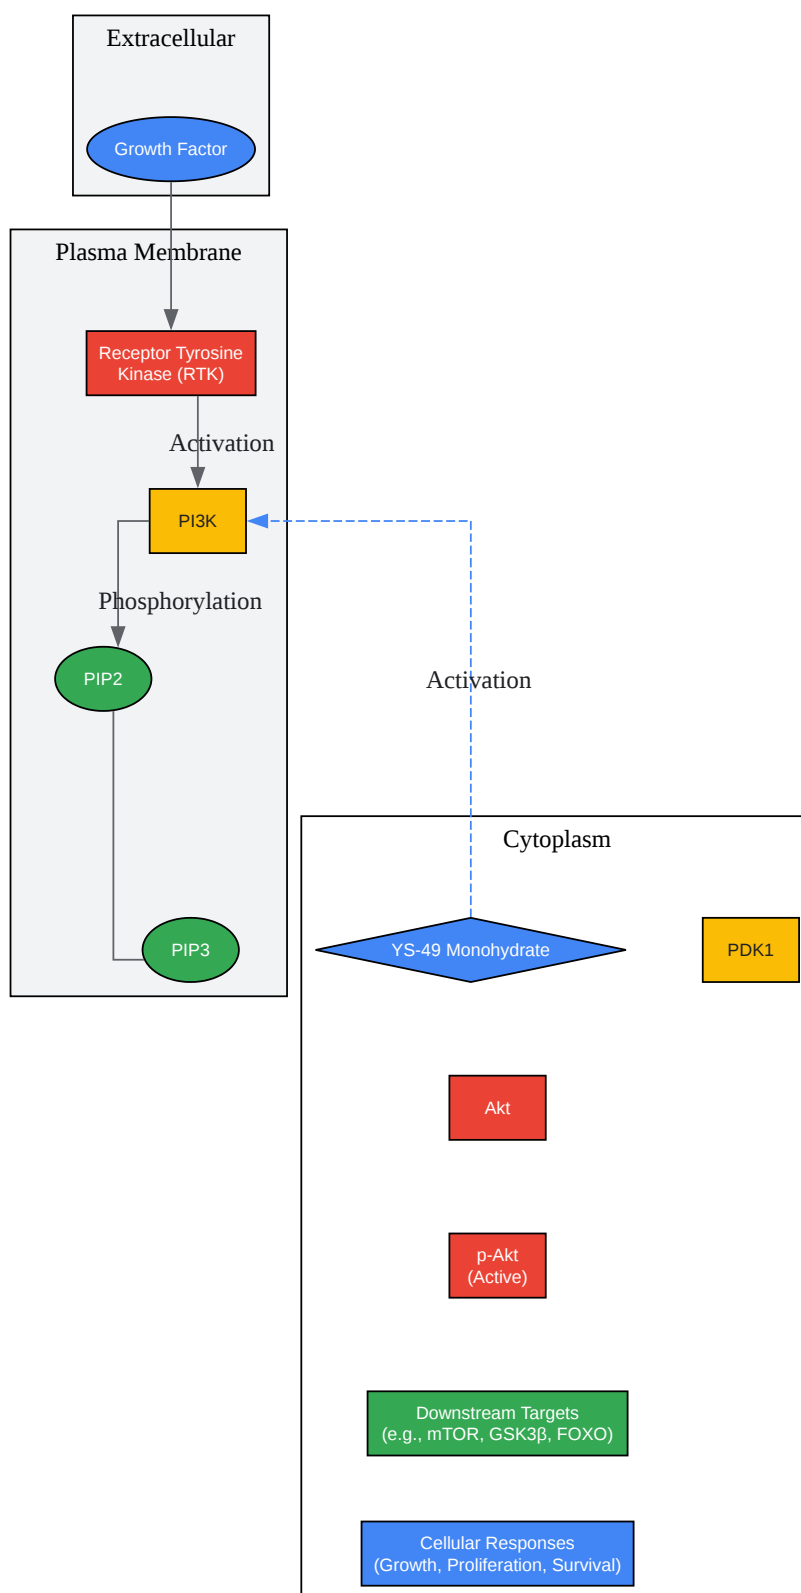 Extracellular
Growth Factor
Plasma Membrane
Receptor Tyrosine
Kinase (RTK)
Activation
PI3K
Phosphorylation
PIP2
Activation
Cytoplasm
PIP3
YS-49 Monohydrate
PDK1
Akt
p-Akt
(Active)
Downstream Targets
(e.g., mTOR, GSK3β, FOXO)
Cellular Responses
(Growth, Proliferation, Survival)